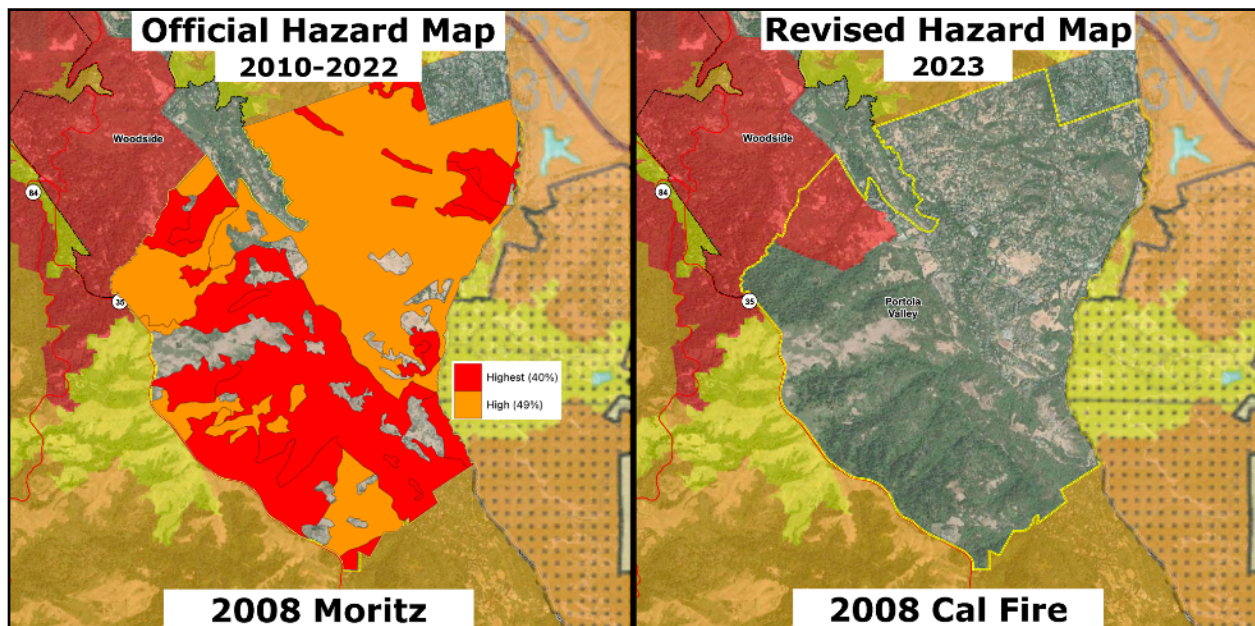 Official Hazard Map
2010-2022
Woodside
84
35
Highest (40%)
High (49%)
2008 Moritz
Revised Hazard Map
2023
3W
Woodside
84
35
Portola
Valley
2008 Cal Fire